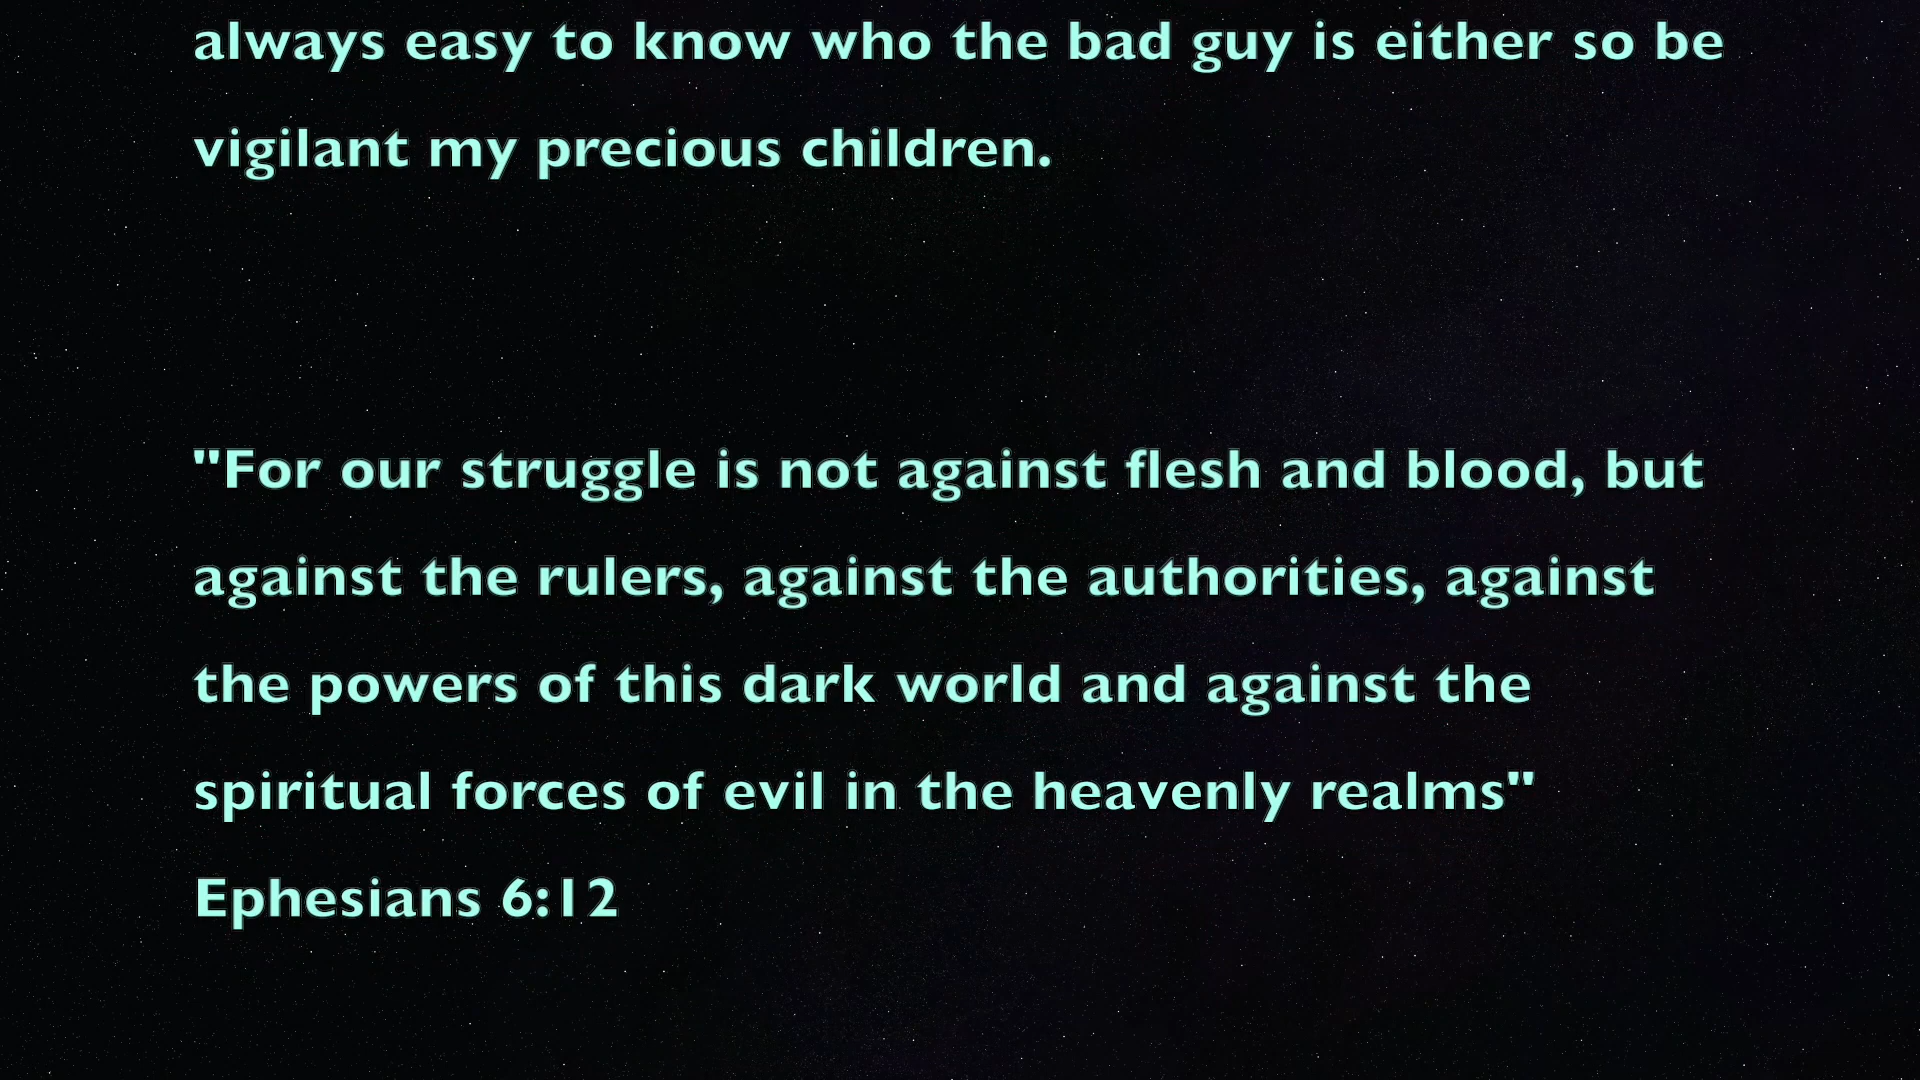 always easy to know who the bad guy is either so be
vigilant my precious children.
"For our struggle is not against flesh and blood, but
against the rulers, against the authorities, against
the powers of this dark world and against the
spiritual forces of evil in the heavenly realms"
Ephesians 6:12